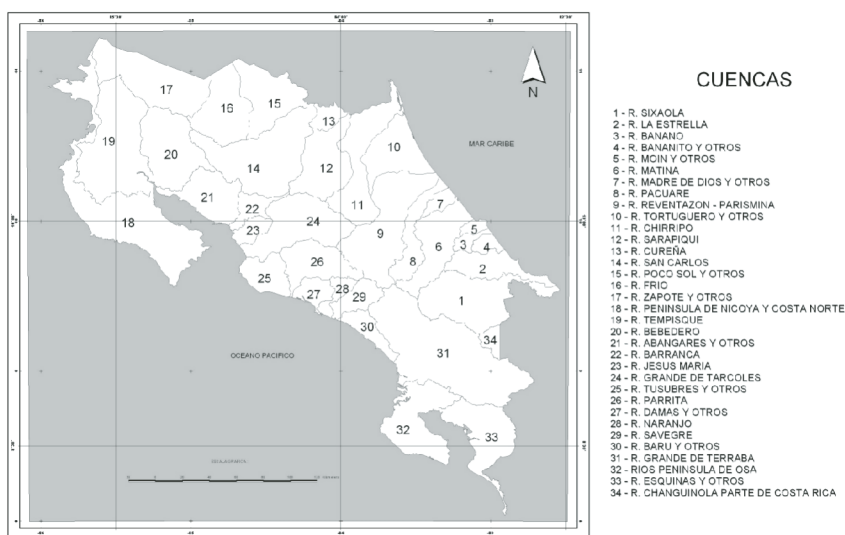 CUENCAS
1 - R. SIXAOLA
2 - R. LA ESTRELLA
3 - R. BANANO
4 - R. BANANITO Y OTROS
5 - R. MOIN Y OTROS
6 - R. MATINA
7 - R. MADRE DE DIOS Y OTROS
8 - R. PACUARE
9 - R. REVENTAZON - PARISMINA
10 - R. TORTUGUERO Y OTROS
11 - R. CHIRRIPO
12 - R. SARAPIQUI
13 - R. CUREÑA
14 - R. SAN CARLOS
15 - R. POCO SOL Y OTROS
16 - R. FRIO
17 - R. ZAPOTE Y OTROS
18 - R. PENINSULA DE NICOYA Y COSTA NORTE
19 - R. TEMPISQUE
20 - R. BEBEDERO
21 - R. ABANGARES Y OTROS
22 - R. BARRANCA
23 - R. JESUS MARIA
24 - R. GRANDE DE TARCOLES
25 - R. TUSUBRES Y OTROS
26 - R. PARRITA
27 - R. DAMAS Y OTROS
28 - R. NARANJO
29 - R. SAVEGRE
30 - R. BARU Y OTROS
31 - R. GRANDE DE TERRABA
32 - RIOS PENINSULA DE OSA
33 - R. ESQUINAS Y OTROS
34 - R. CHANGUINOLA PARTE DE COSTA RICA
N
MAR CARIBE
OCEANO PACIFICO
17
16
15
13
19
20
14
12
10
21
22
23
24
11
9
7
18
25
26
8
6
5
3
4
2
27
28
29
1
30
31
34
32
33